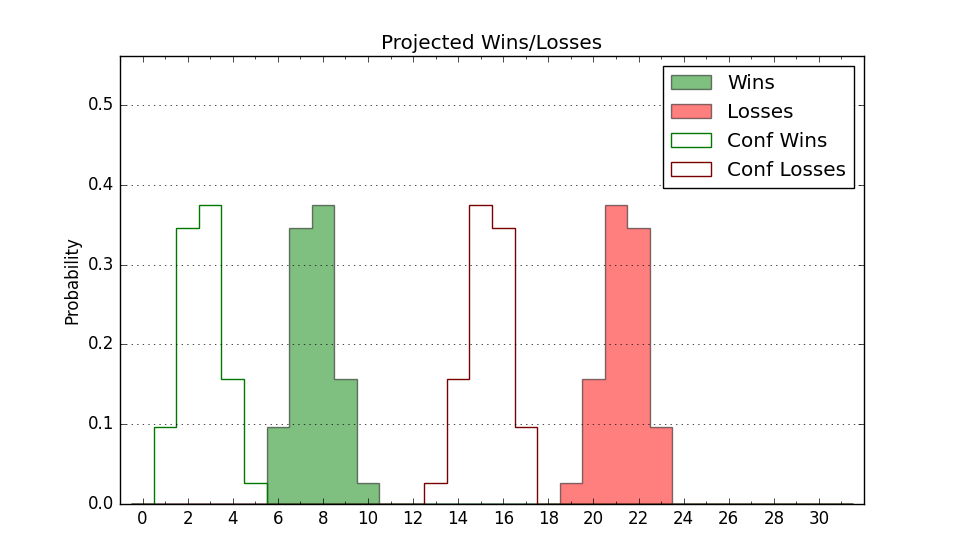 Projected Wins/Losses
Wins
Losses
Conf Wins
Conf Losses
Probability
0.5
0.4
0.3
0.2
0.1
0.0
0 2 4 6 8 10 12 14 16 18 20 22 24 26 28 30